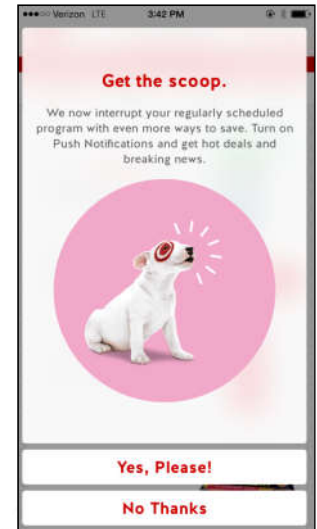 Verizon LTE 3:42 PM
Get the scoop.
We now interrupt your regularly scheduled
program with even more ways to save. Turn on
Push Notifications and get hot deals and
breaking news.
Yes, Please!
No Thanks